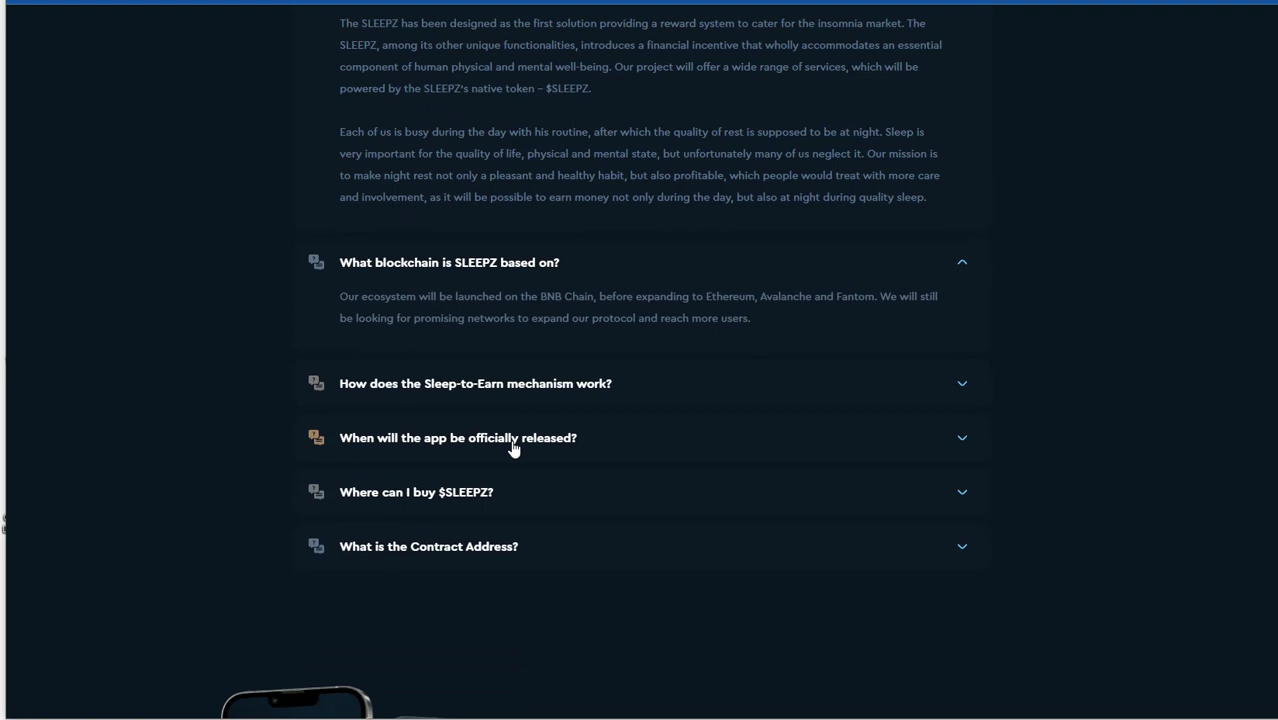 The SLEEPZ has been designed as the first solution providing a reward system to cater for the insomnia market. The
SLEEPZ, among its other unique functionalities, introduces a financial incentive that wholly accommodates an essential
component of human physical and mental well-being. Our project will offer a wide range of services, which will be
powered by the SLEEPZ's native token – $SLEEPZ.
Each of us is busy during the day with his routine, after which the quality of rest is supposed to be at night. Sleep is
very important for the quality of life, physical and mental state, but unfortunately many of us neglect it. Our mission is
to make night rest not only a pleasant and healthy habit, but also profitable, which people would treat with more care
and involvement, as it will be possible to earn money not only during the day, but also at night during quality sleep.
What blockchain is SLEEPZ based on?
Our ecosystem will be launched on the BNB Chain, before expanding to Ethereum, Avalanche and Fantom. We will still
be looking for promising networks to expand our protocol and reach more users.
How does the Sleep-to-Earn mechanism work?
When will the app be officially released?
Where can I buy $SLEEPZ?
What is the Contract Address?